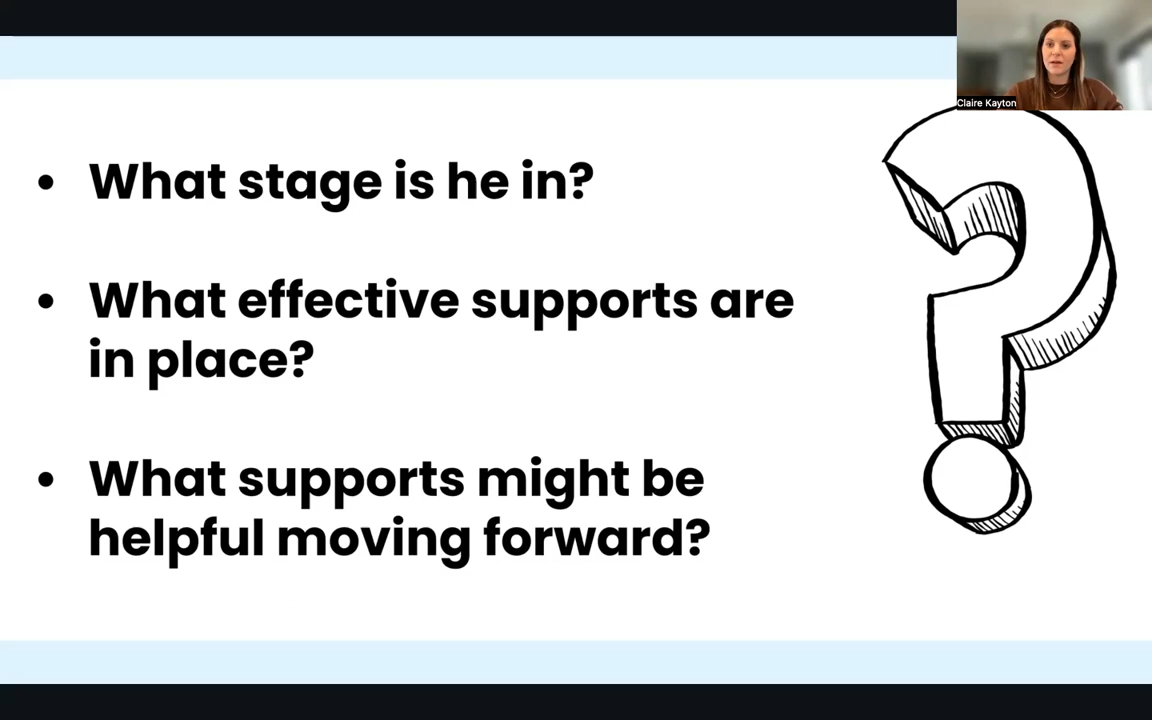 Claire Kayton
• What stage is he in?
• What effective supports are
in place?
• What supports might be
helpful moving forward?